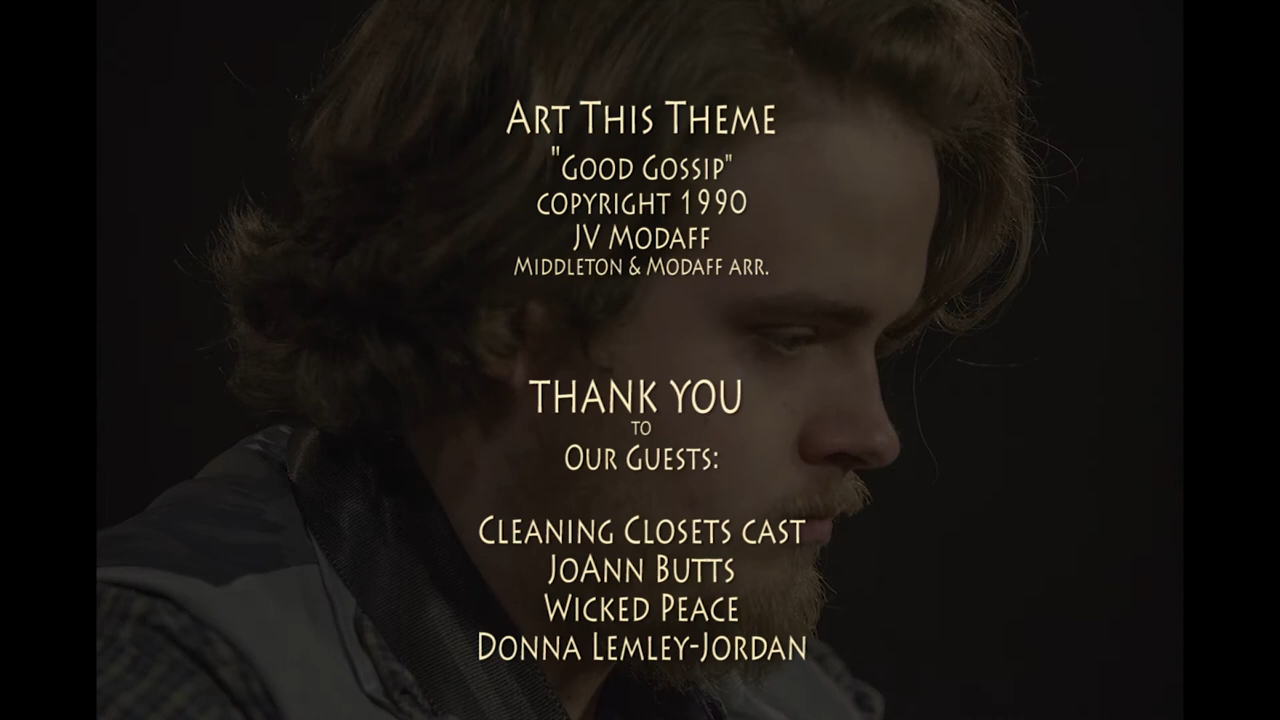 Art This Theme
"Good Gossip"
copyright 1990
JV Modaff
Middleton & Modaff arr.
THANK YOU
TO
Our Guests:
Cleaning Closets cast
JoAnn Butts
Wicked Peace
Donna Lemley-Jordan